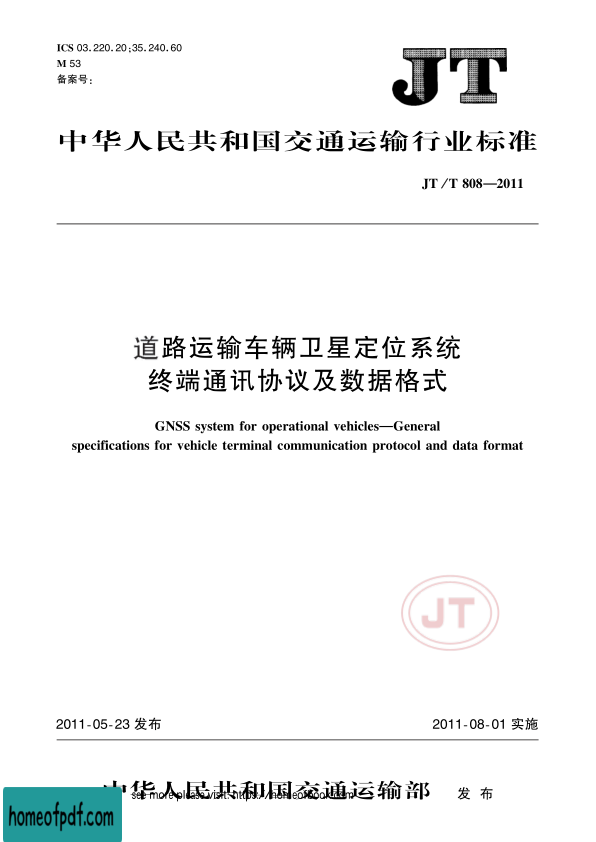 ICS 03.220.20;35.240.60
M 53
备案号:
JT
中华人民共和国交通运输行业标准
JT/T 808—2011
道路运输车辆卫星定位系统
终端通讯协议及数据格式
GNSS system for operational vehicles—General
specifications for vehicle terminal communication protocol and data format
JT
2011-05-23 发布
2011-08-01 实施
中华人民共和国交通运输部 发布
see more please visit: https://homeofbook.com
homeofpdf.com